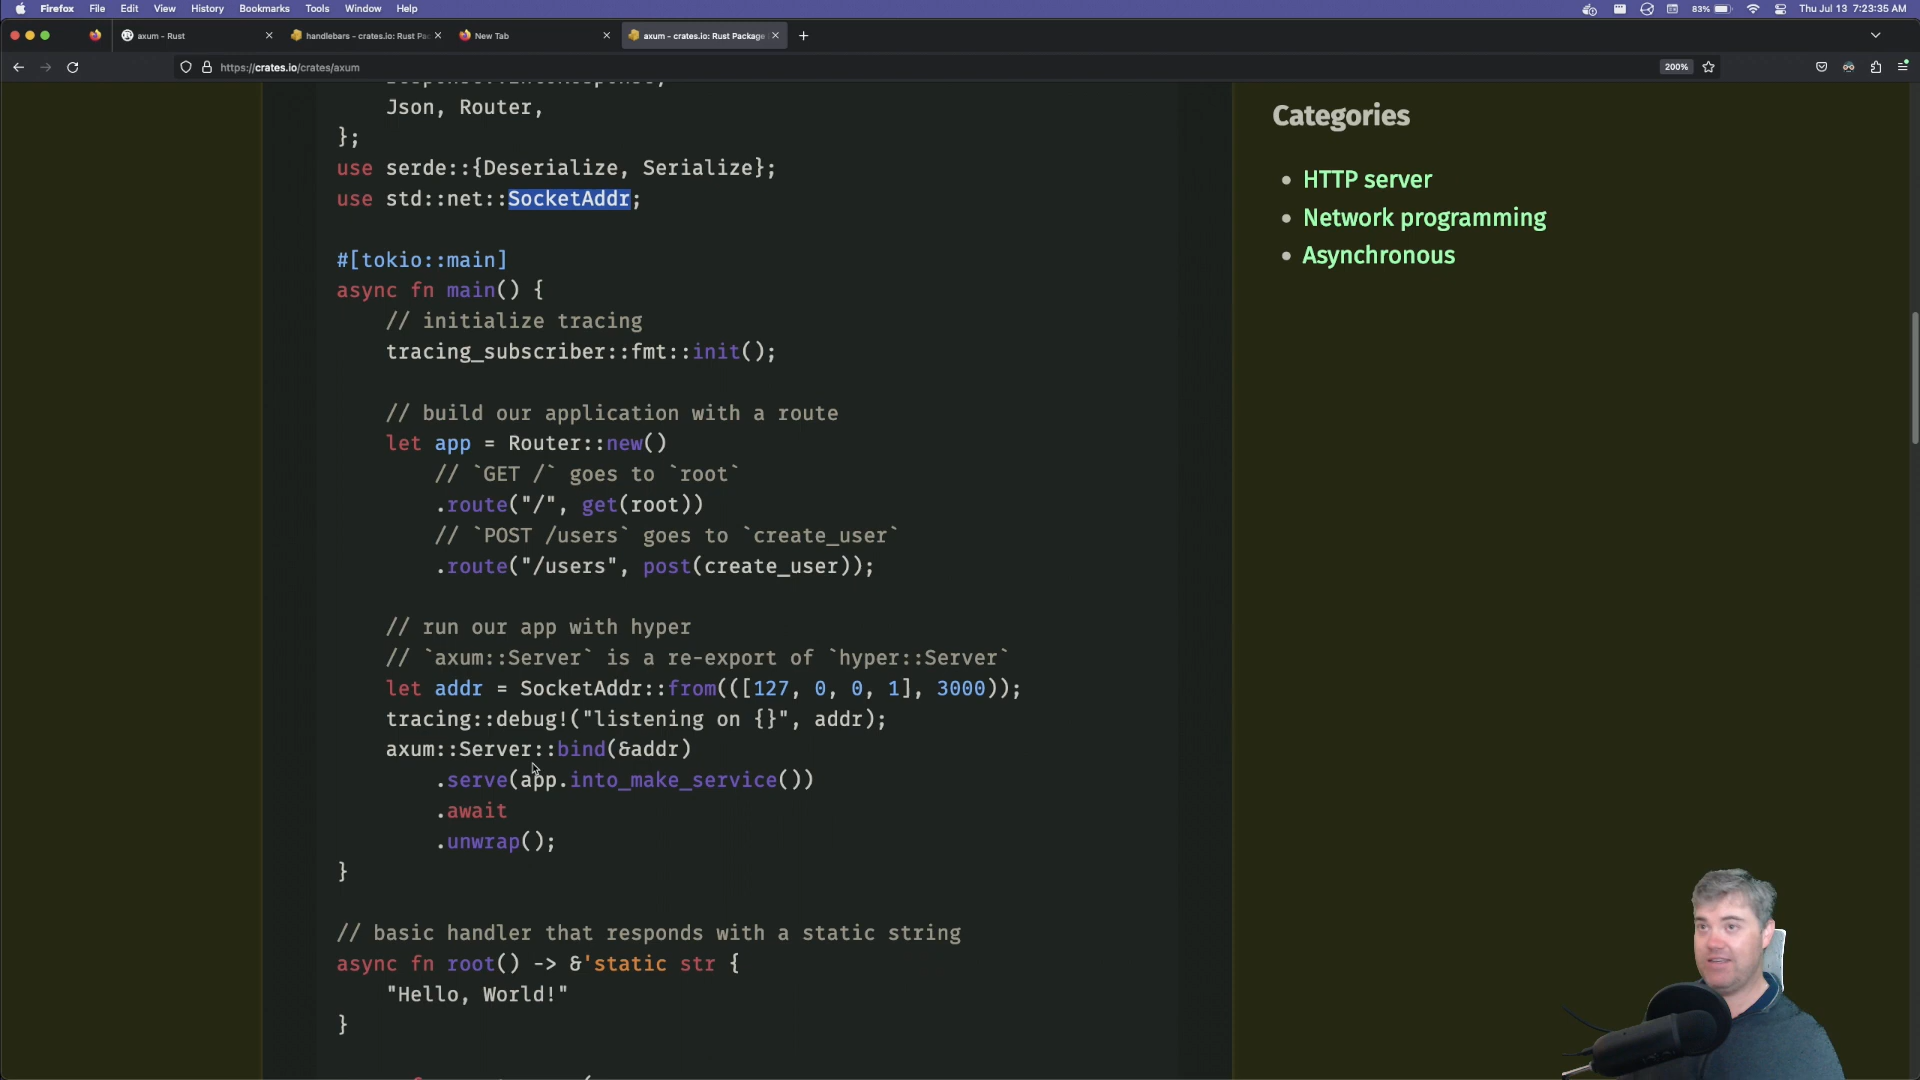 Firefox File Edit View History Bookmarks Tools Window Help
83% Thu Jul 13 7:23:35 AM
axum - Rust
handlebars - crates.io: Rust Pac
New Tab
axum - crates.io: Rust Package
https://crates.io/crates/axum
200%
Json, Router,
};
use serde::{Deserialize, Serialize};
use std::net::SocketAddr;
#[tokio::main]
async fn main() {
// initialize tracing
tracing_subscriber::fmt::init();
// build our application with a route
let app = Router::new()
// `GET /` goes to `root`
.route("/", get(root))
// `POST /users` goes to `create_user`
.route("/users", post(create_user));
// run our app with hyper
// `axum::Server` is a re-export of `hyper::Server`
let addr = SocketAddr::from(([127, 0, 0, 1], 3000));
tracing::debug!("listening on {}", addr);
axum::Server::bind(&addr)
.serve(app.into_make_service())
.await
.unwrap();
}
// basic handler that responds with a static string
async fn root() -> &'static str {
"Hello, World!"
}
Categories
HTTP server
Network programming
Asynchronous